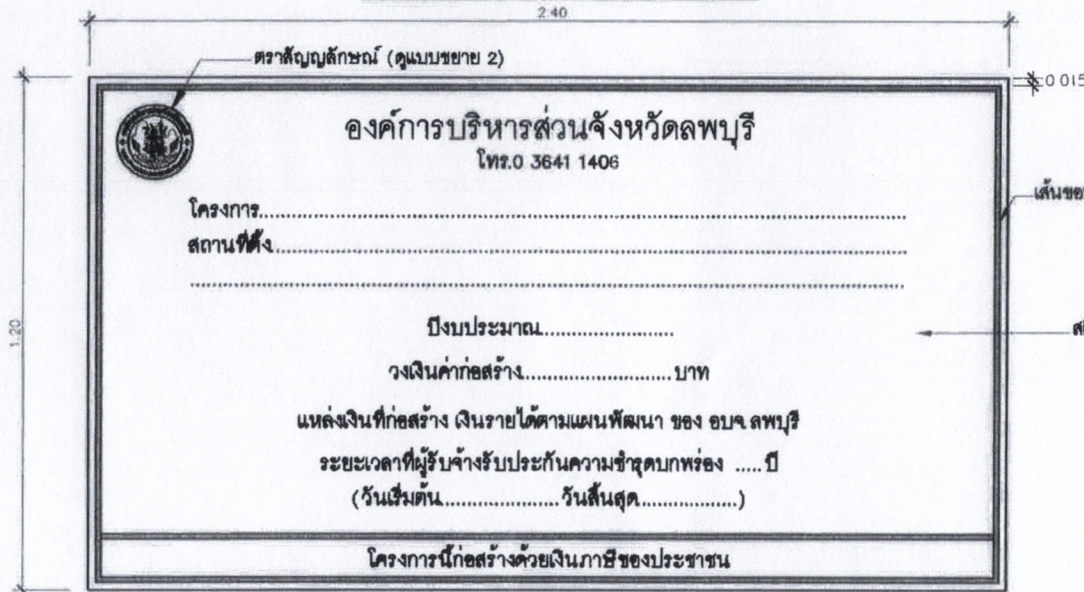 2.40
ตราสัญญลักษณ์ (ดูแบบขยาย 2)
0.015
องค์การบริหารส่วนจังหวัดลพบุรี
โทร.0 3641 1406
โครงการ
เส้นขอ
สถานที่ตั้ง
1.20
ปีงบประมาณ
วงเงินค่าก่อสร้าง บาท
แหล่งเงินที่ก่อสร้าง เงินรายได้ตามแผนพัฒนา ของ อบจ.ลพบุรี
ระยะเวลาที่ผู้รับจ้างรับประกันความชำรุดบกพร่อง .....ปี
(วันเริ่มต้น....................วันสิ้นสุด.................)
โครงการนี้ก่อสร้างด้วยเงินภาษีของประชาชน